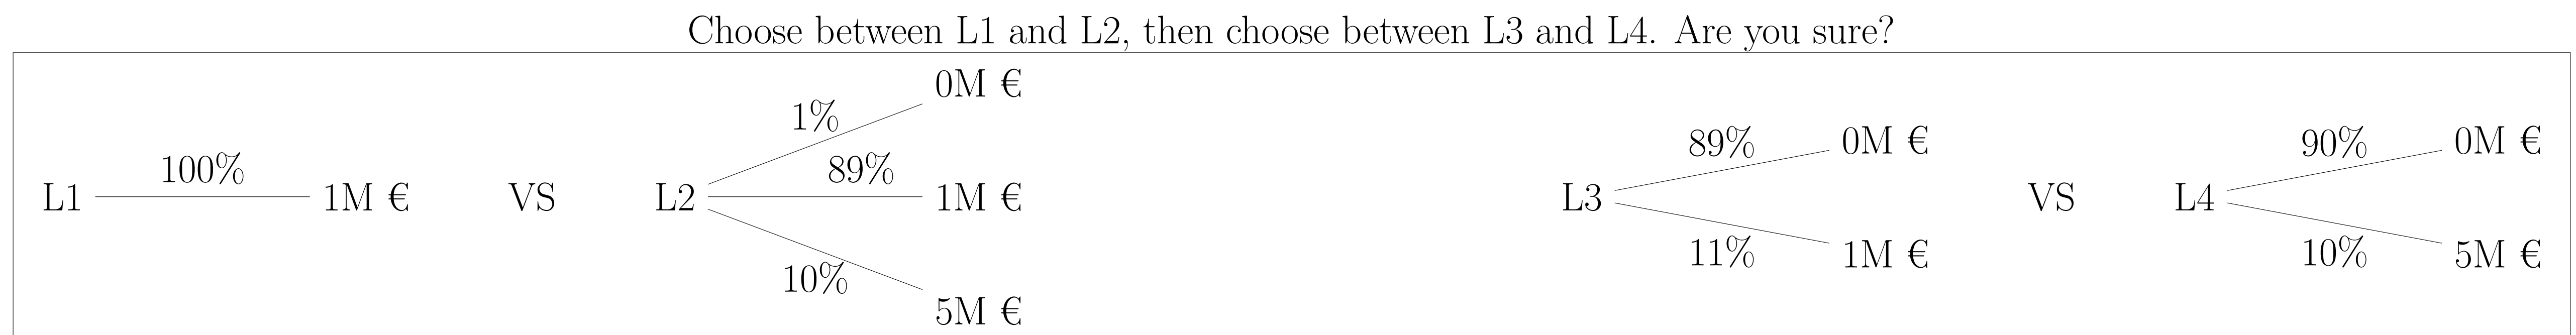 Choose between L1 and L2, then choose between L3 and L4. Are you sure?
0M €
1%
100%
89%
L1
1M €
VS
L2
1M €
10%
5M €
89%
0M €
L3
11%
1M €
VS
90%
0M €
L4
10%
5M €